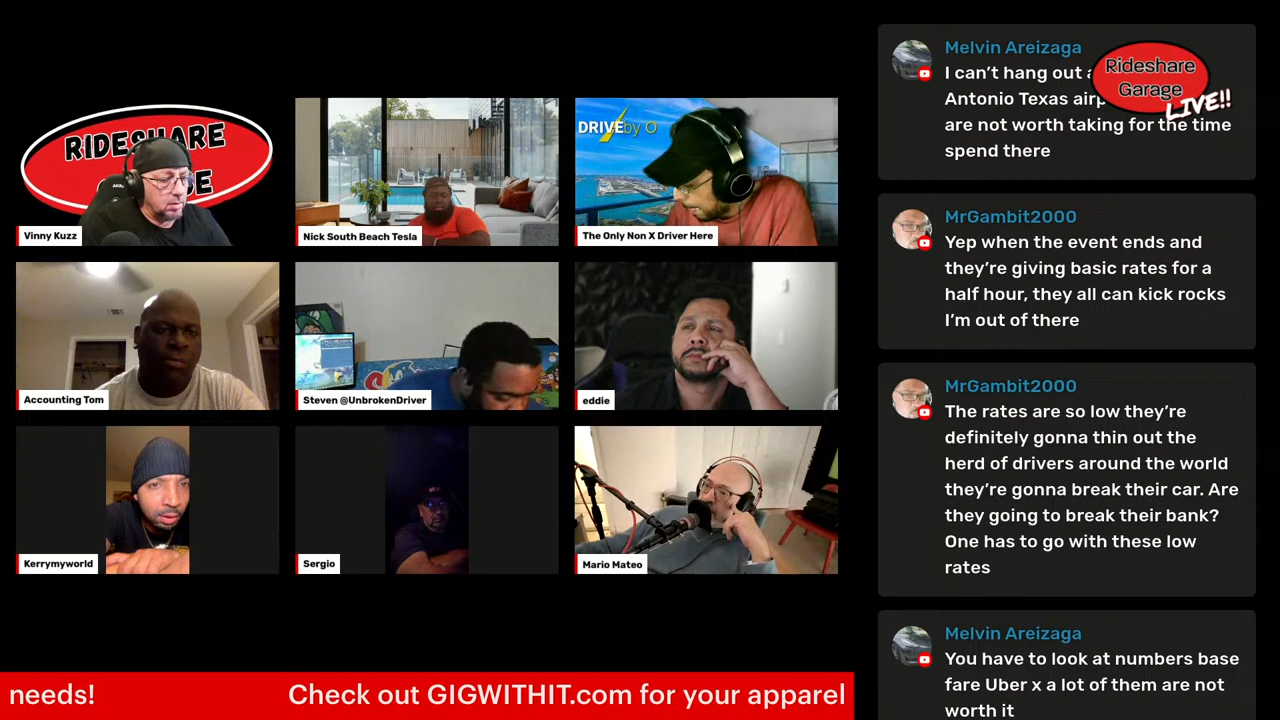 RIDESHARE
Vinny Kuzz
Nick South Beach Tesla
DRIVE by O
The Only Non X Driver Here
Accounting Tom
Steven @UnbrokenDriver
eddie
Kerrymyworld
Sergio
Mario Mateo
needs! Check out GIGWITHIT.com for your apparel
Rideshare
Garage
LIVE!!
Melvin Areizaga
I can’t hang out
Antonio Texas
are not worth taking for the time
spend there
MrGambit2000
Yep when the event ends and
they’re giving basic rates for a
half hour, they all can kick rocks
I’m out of there
MrGambit2000
The rates are so low they’re
definitely gonna thin out the
herd of drivers around the world
they’re gonna break their car. Are
they going to break their bank?
One has to go with these low
rates
Melvin Areizaga
You have to look at numbers base
fare Uber x a lot of them are not
worth it